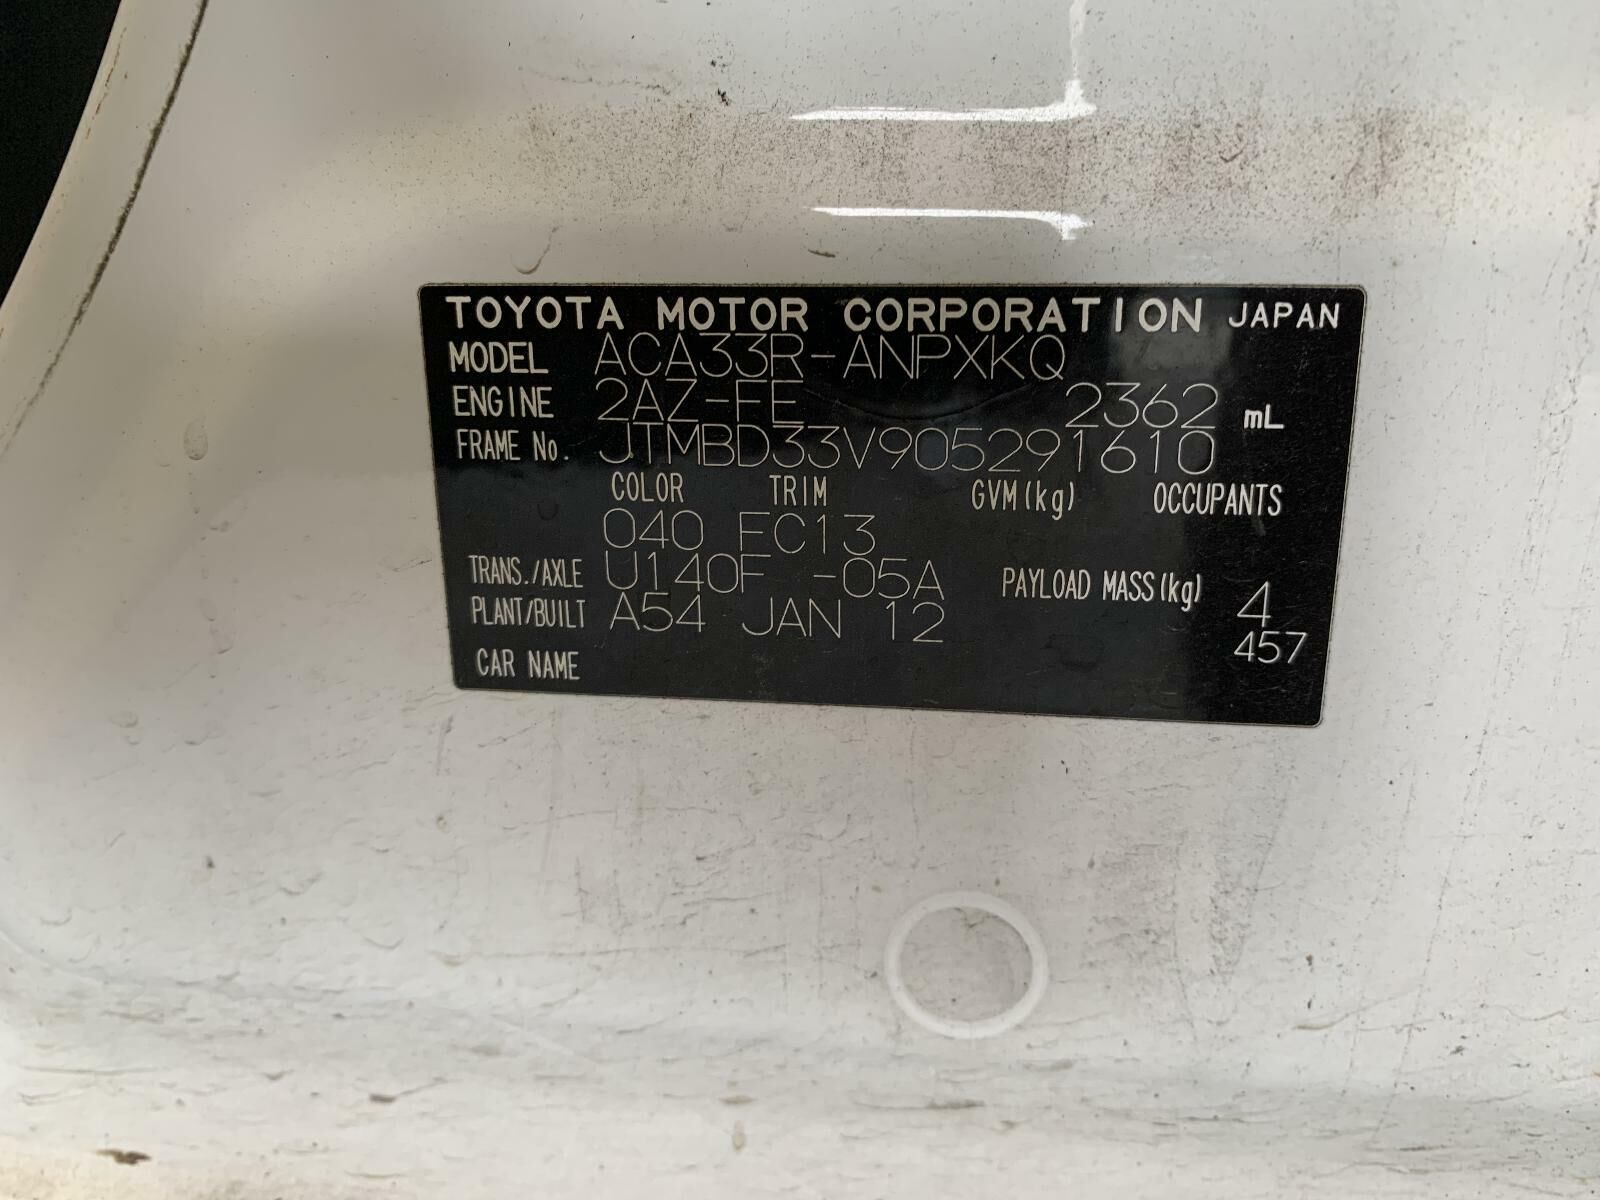 TOYOTA MOTOR CORPORATION JAPAN
MODEL ACA33R-ANPXKQ
ENGINE 2AZ-FE 2362 mL
FRAME No. JTMBD33V905291610
COLOR TRIM GVM(kg) OCCUPANTS
040 FC13
TRANS./AXLE U140F -05A PAYLOAD MASS(kg) 4
PLANT/BUILT A54 JAN 12 457
CAR NAME